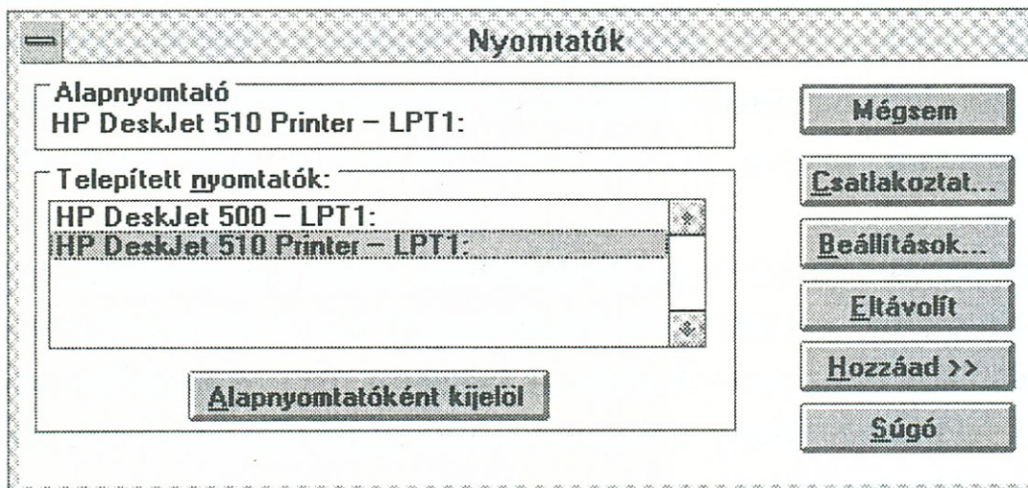 Nyomtatók
Alapnyomtató
HP DeskJet 510 Printer – LPT1:
Telepített nyomtatók:
HP DeskJet 500 – LPT1:
HP DeskJet 510 Printer – LPT1:
Alapnyomtatóként kijelöl
Mégsem
Csatlakoztat...
Beállítások...
Eltávolít
Hozzáad >>
Súgó